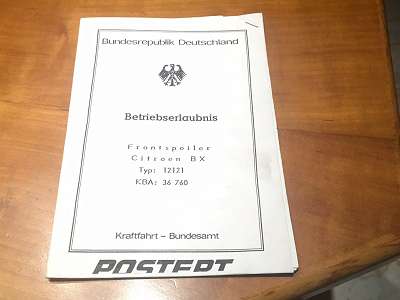 Bundesrepublik Deutschland
Betriebserlaubnis
Frontspoiler
Citroen BX
Typ: 12121
KBA: 36 760
Kraftfahrt - Bundesamt
POSTERT